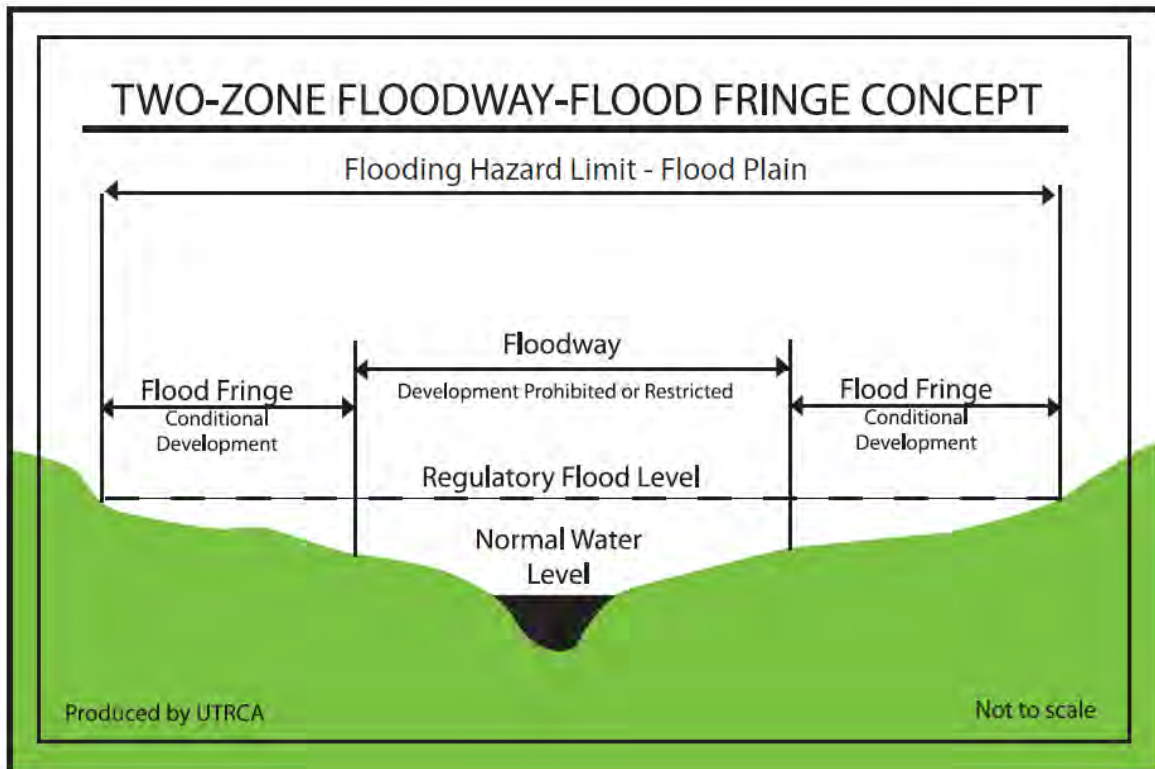 TWO-ZONE FLOODWAY-FLOOD FRINGE CONCEPT
Flooding Hazard Limit - Flood Plain
Floodway
Development Prohibited or Restricted
Flood Fringe
Conditional
Development
Flood Fringe
Conditional
Development
Regulatory Flood Level
Normal Water
Level
Produced by UTRCA
Not to scale